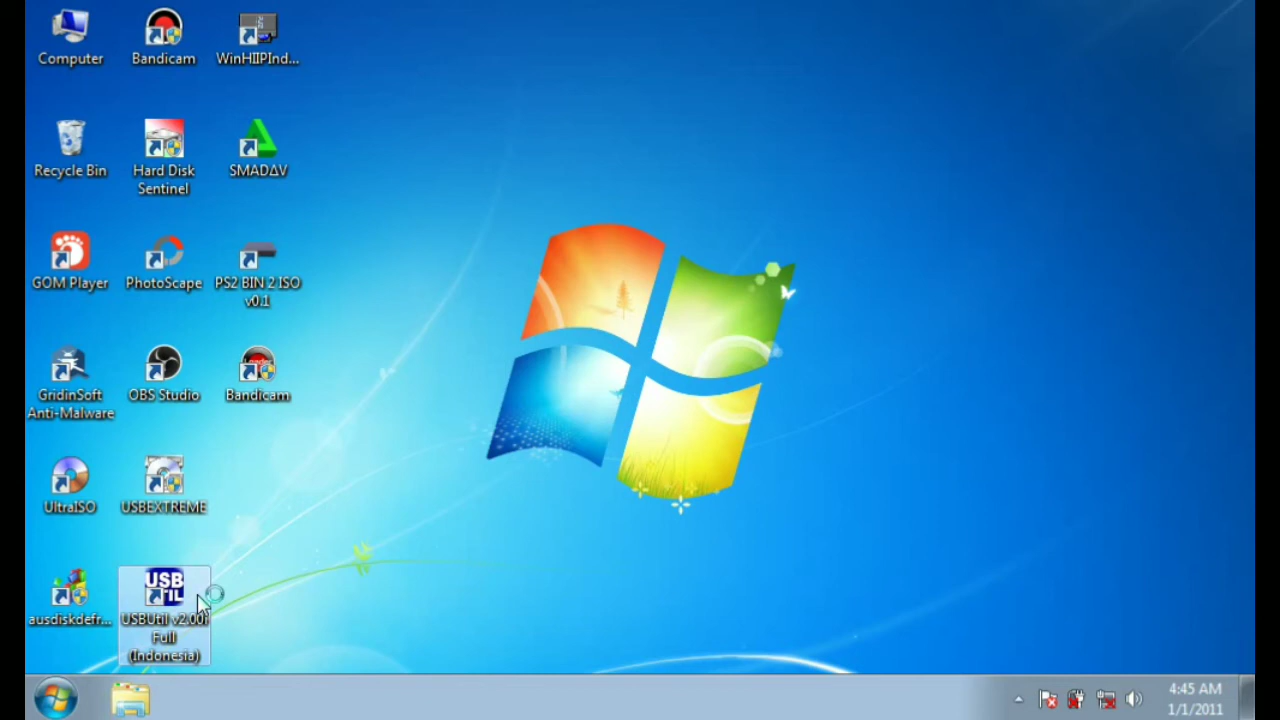 Computer
Bandicam
WinHIIPInd...
Recycle Bin
Hard Disk
Sentinel
SMADΔV
GOM Player
PhotoScape
PS2 BIN 2 ISO
v0.1
GridinSoft
Anti-Malware
OBS Studio
Bandicam
UltraISO
USBEXTREME
ausdiskdefr...
USB
USBUtil v2.00
Full
(Indonesia)
4:45 AM
1/1/2011